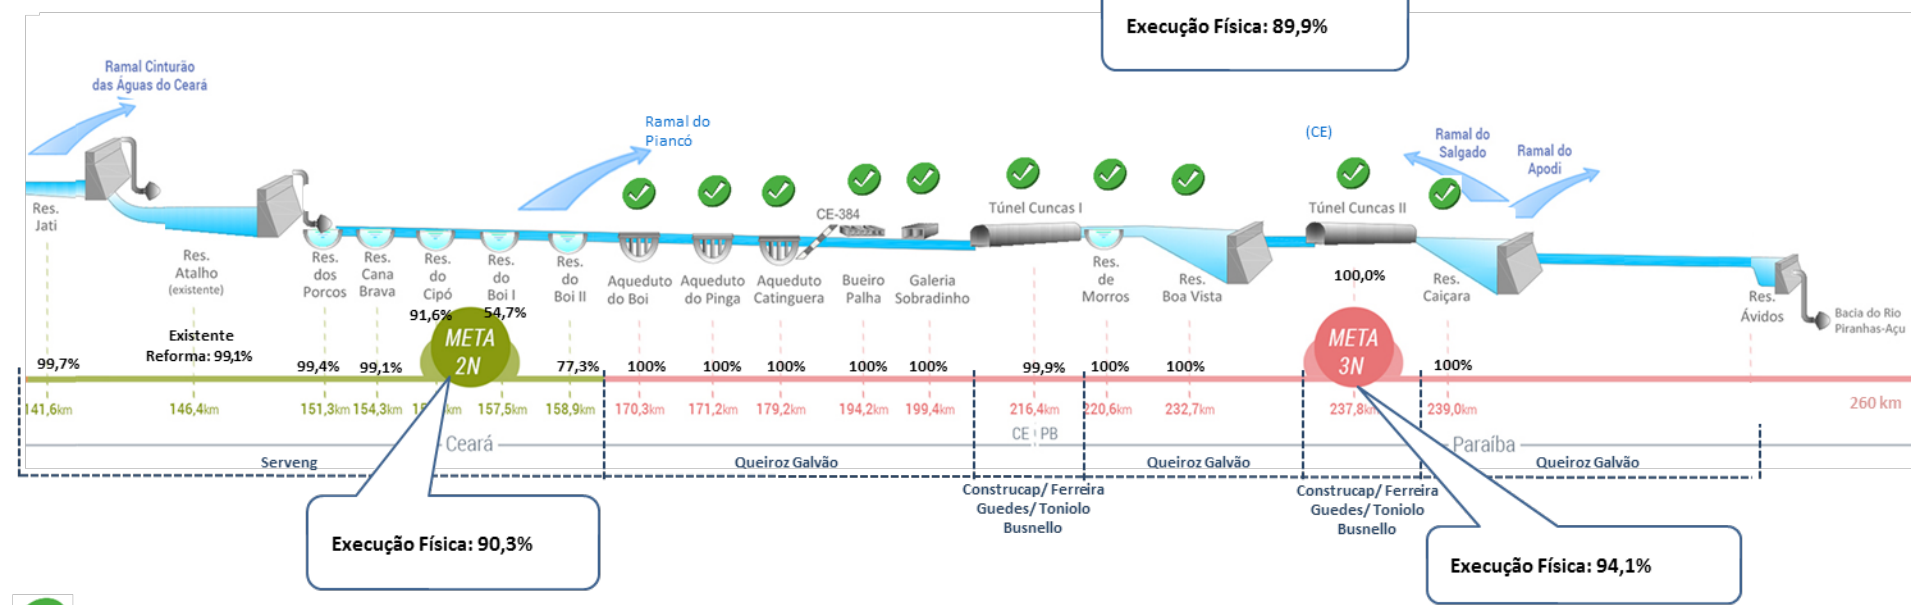 Execução Física: 89,9%
Ramal Cinturão
das Águas do Ceará
Ramal do
Piancó
(CE)
Ramal do
Salgado
Ramal do
Apodi
CE-384
Túnel Cuncas I
Túnel Cuncas II
Res.
Jati
Res.
Atalho
(existente)
Res.
dos
Porcos
Res.
Cana
Brava
Res.
do
Cipó
Res.
do
Boi I
Res.
do
Boi II
Aqueduto
do Boi
Aqueduto
do Pinga
Aqueduto
Catinguera
Bueiro
Palha
Galeria
Sobradinho
Res.
de
Morros
Res.
Boa Vista
100,0%
Res.
Caiçara
Res.
Ávidos
Bacia do Rio
Piranhas-Açu
91,6%
54,7%
Existente
Reforma: 99,1%
META
2N
META
3N
99,7%
99,4%
99,1%
77,3%
100%
100%
100%
100%
100%
99,9%
100%
100%
100%
141,6km
146,4km
151,3km
154,3km
157,5km
158,9km
170,3km
171,2km
179,2km
194,2km
199,4km
216,4km
220,6km
232,7km
237,8km
239,0km
260 km
Ceará
CE PB
Paraíba
Serveng
Queiroz Galvão
Queiroz Galvão
Queiroz Galvão
Construcap/ Ferreira
Guedes/ Toniolo
Busnello
Construcap/ Ferreira
Guedes/ Toniolo
Busnello
Execução Física: 90,3%
Execução Física: 94,1%